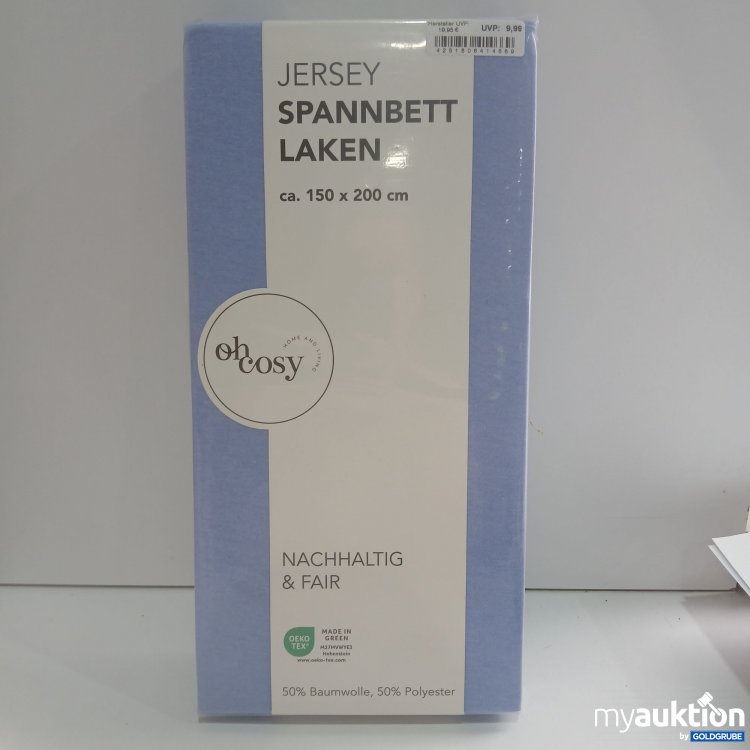 Hersteller UVP:
19,95 €
UVP: 9,99
4251806414669
JERSEY
SPANNBETT
LAKEN
ca. 150 x 200 cm
oh cosy
HOME AND LIVING
NACHHALTIG
& FAIR
OEKO
TEX®
MADE IN
GREEN
M37MVWYE3
Hohenstein
www.oeko-tex.com
50% Baumwolle, 50% Polyester
myauktion
by GOLDGRUBE